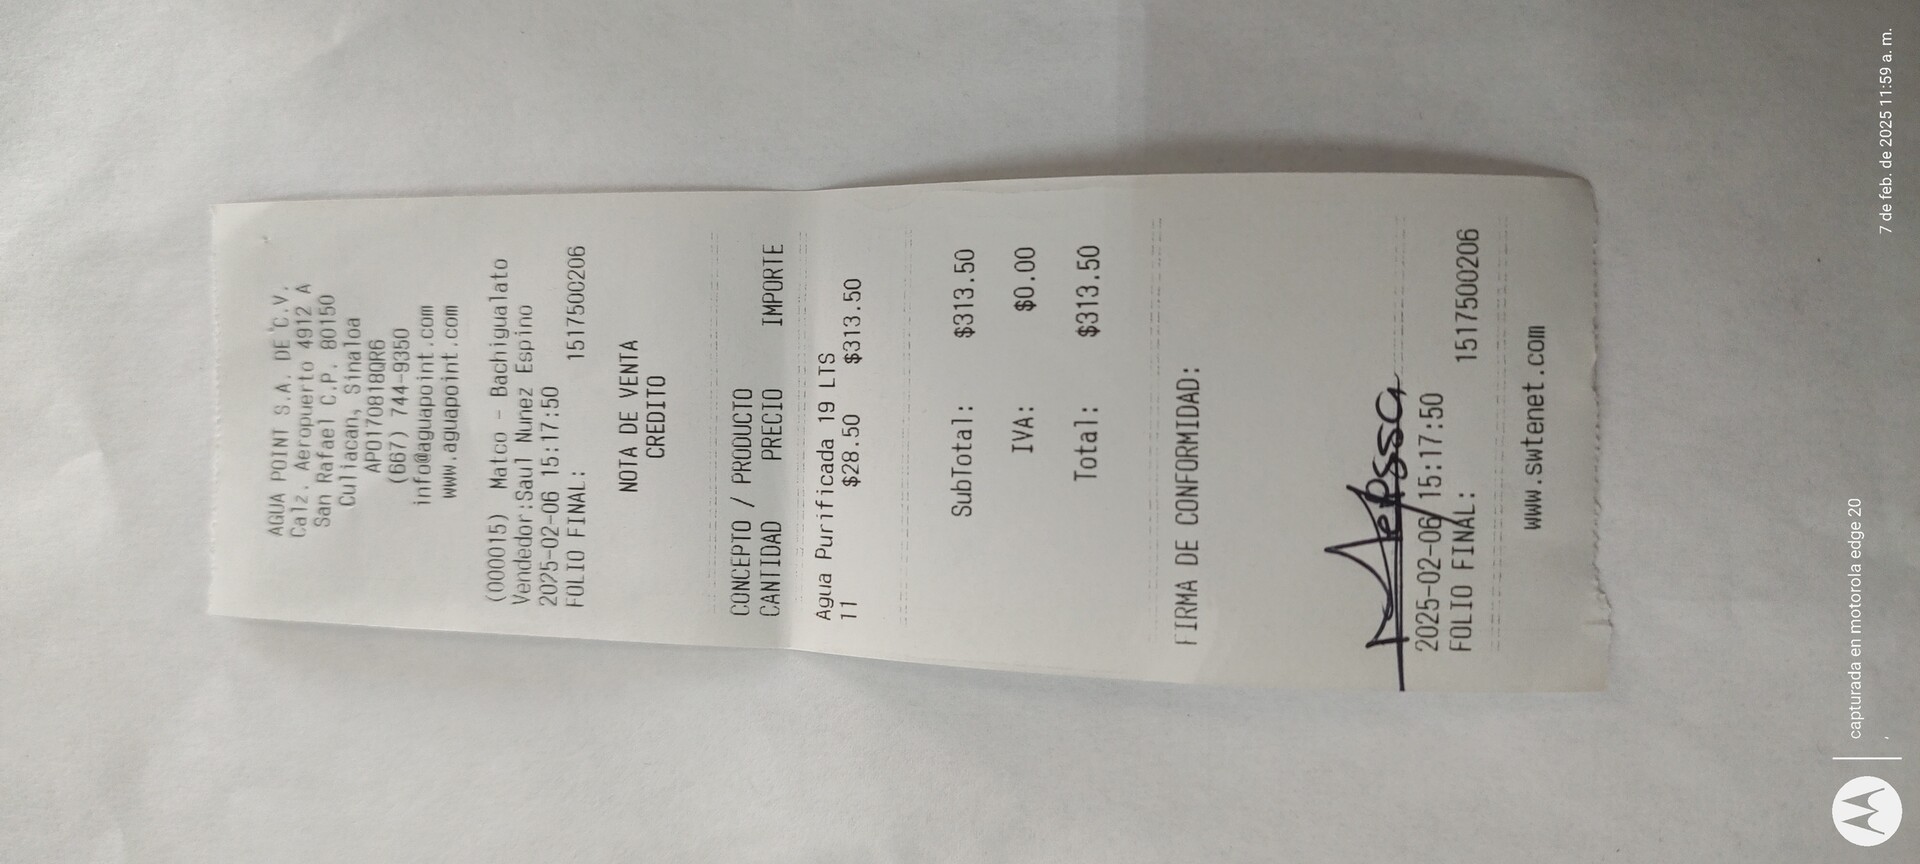 AGUA POINT S.A. DE C.V.
Calz. Aeropuerto 4912 A
San Rafael C.P. 80150
Culiacan, Sinaloa
APO170818QR6
(667) 744-9350
info@aguapoint.com
www.aguapoint.com
(000015) Matco - Bachigualato
Vendedor:Saul Nunez Espino
2025-02-06 15:17:50
FOLIO FINAL: 1517500206
NOTA DE VENTA
CREDITO
CONCEPTO / PRODUCTO
CANTIDAD PRECIO IMPORTE
Agua Purificada 19 LTS
11 $28.50 $313.50
SubTotal: $313.50
IVA: $0.00
Total: $313.50
FIRMA DE CONFORMIDAD:
2025-02-06 15:17:50
FOLIO FINAL: 1517500206
www.swtenet.com
capturada en motorola edge 20
7 de feb. de 2025 11:59 a. m.